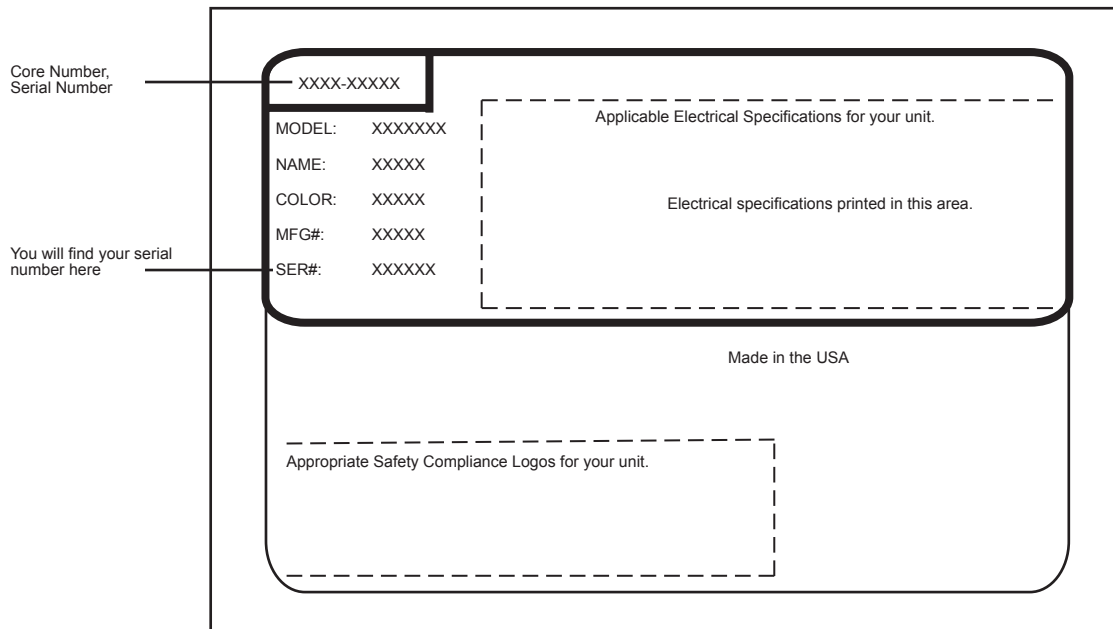 Core Number,
Serial Number
XXXX-XXXXX
MODEL: XXXXXXX
NAME: XXXXX
COLOR: XXXXX
MFG#: XXXXX
You will find your serial
number here
SER#: XXXXXX
Applicable Electrical Specifications for your unit.
Electrical specifications printed in this area.
Made in the USA
Appropriate Safety Compliance Logos for your unit.